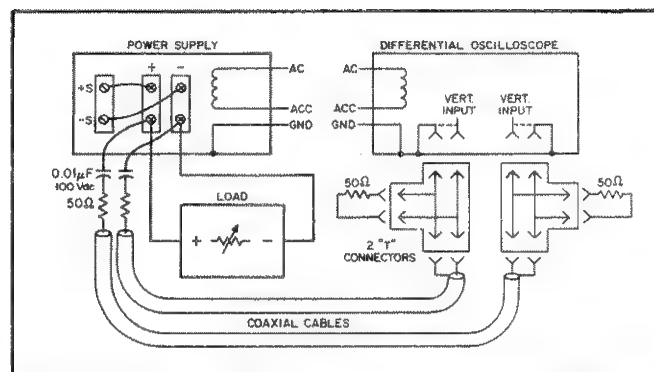 POWER SUPPLY
DIFFERENTIAL OSCILLOSCOPE
+ -
+S
-S
AC
ACC
GND
AC
ACC
GND
VERT. INPUT
VERT. INPUT
0.01µF
100 Vdc
50Ω
LOAD
+ -
50Ω
50Ω
2 "T"
CONNECTORS
COAXIAL CABLES